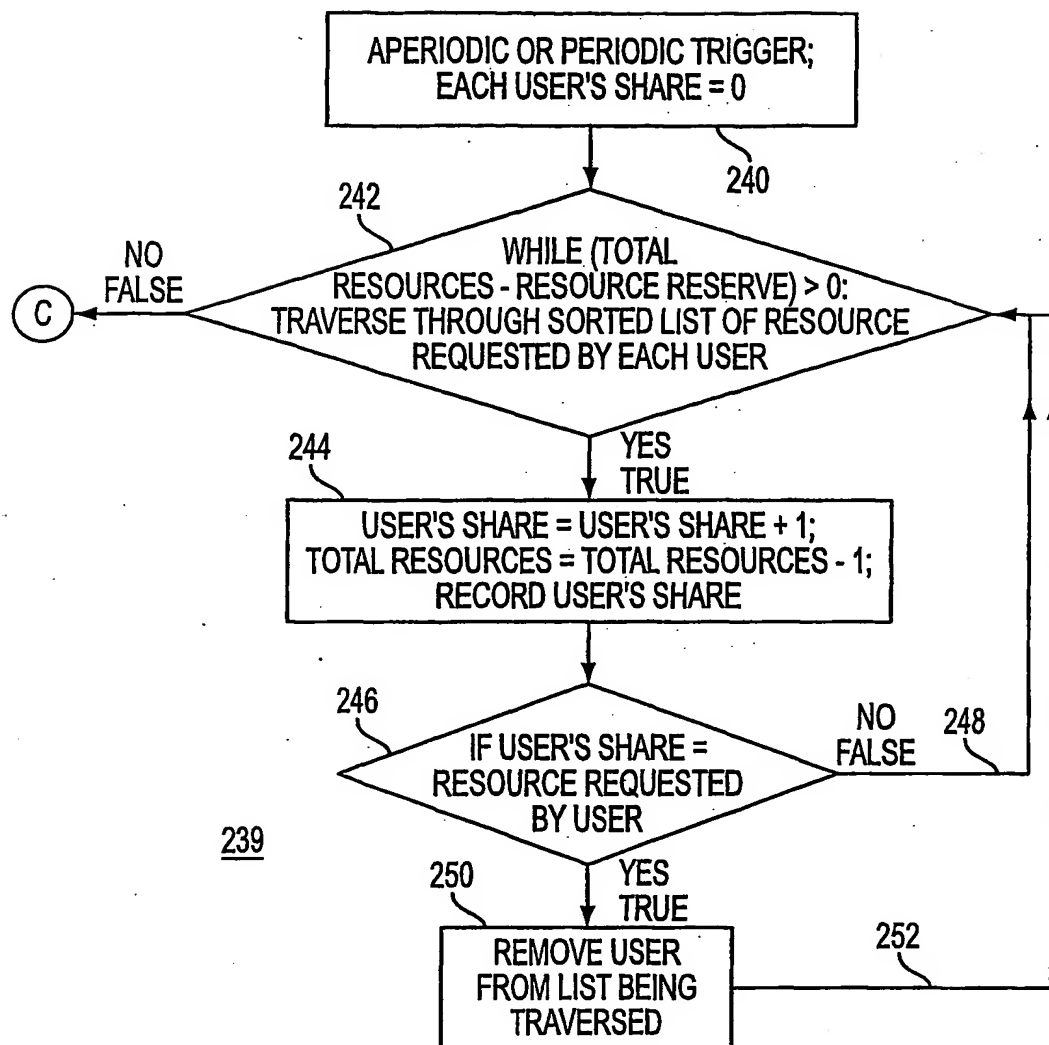 APERIODIC OR PERIODIC TRIGGER;
EACH USER'S SHARE = 0
240
242
WHILE (TOTAL
RESOURCES - RESOURCE RESERVE) > 0:
TRAVERSE THROUGH SORTED LIST OF RESOURCE
REQUESTED BY EACH USER
NO
FALSE
C
YES
TRUE
244
USER'S SHARE = USER'S SHARE + 1;
TOTAL RESOURCES = TOTAL RESOURCES - 1;
RECORD USER'S SHARE
246
IF USER'S SHARE =
RESOURCE REQUESTED
BY USER
NO
FALSE
248
239
YES
TRUE
250
REMOVE USER
FROM LIST BEING
TRAVERSED
252